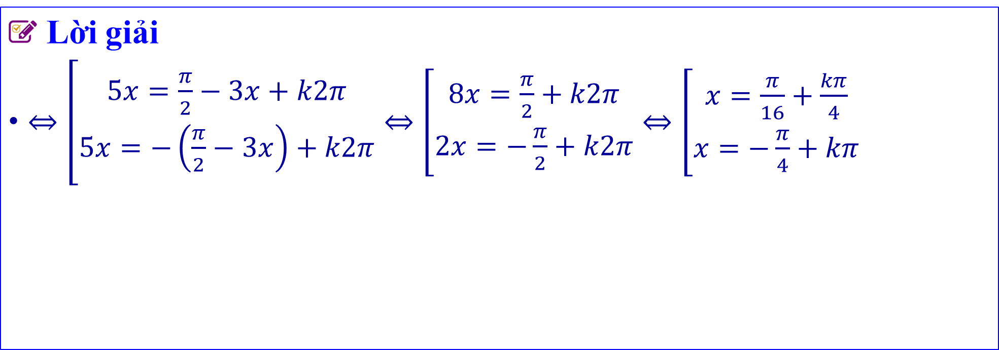 Lời giải
• ⇔ [ 5x = π/2 − 3x + k2π
5x = −(π/2 − 3x) + k2π ⇔ [ 8x = π/2 + k2π
2x = −π/2 + k2π ⇔ [ x = π/16 + kπ/4
x = −π/4 + kπ